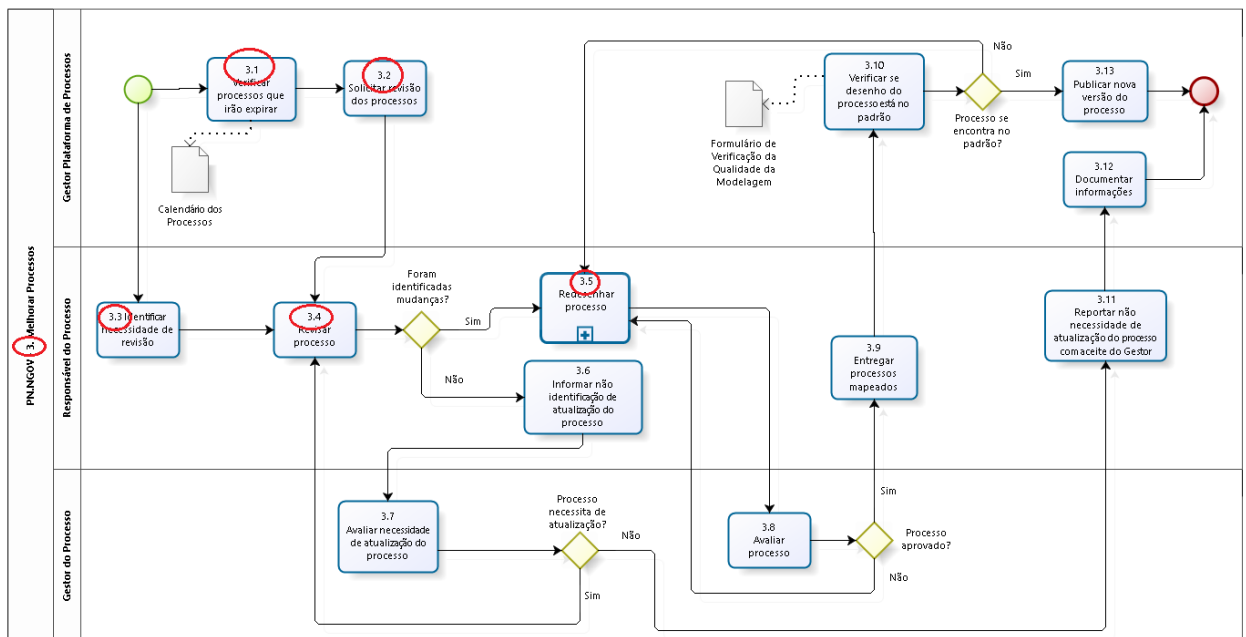 PN.NGOV 3. Melhorar Processos
Gestor Plataforma de Processos
3.1
Verificar
processos que
irão expirar
3.2
Solicitar revisão
dos processos
Calendário dos
Processos
Formulário de
Verificação da
Qualidade da
Modelagem
3.10
Verificar se
desenho do
processo está no
padrão
Não
Sim
Processo se
encontra no
padrão?
3.13
Publicar nova
versão do
processo
3.12
Documentar
informações
Responsável do Processo
3.3 Identificar
necessidade de
revisão
3.4
Revisar
processo
Foram
identificadas
mudanças?
Sim
Não
3.5
Redesenhar
processo
3.6
Informar não
identificação de
atualização do
processo
3.9
Entregar
processos
mapeados
3.11
Reportar não
necessidade de
atualização do processo
com aceite do Gestor
Gestor do Processo
3.7
Avaliar necessidade
de atualização do
processo
Processo
necessita de
atualização?
Não
Sim
3.8
Avaliar
processo
Sim
Processo
aprovado?
Não